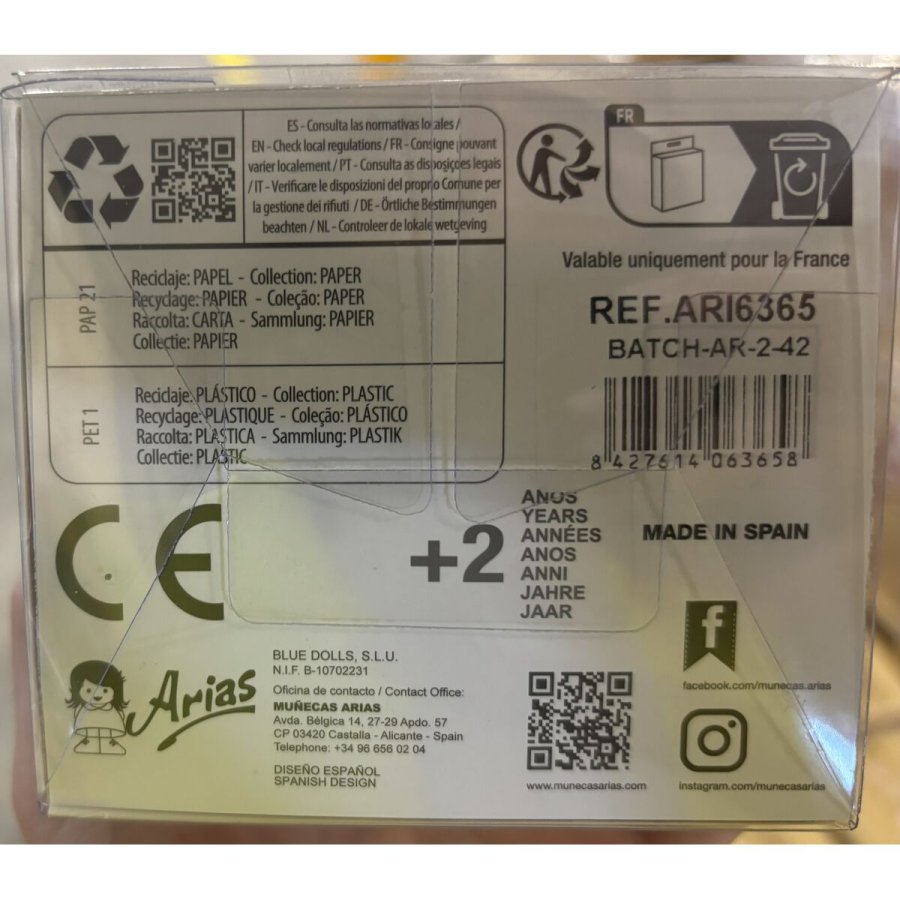 ES - Consulta las normativas locales /
EN - Check local regulations / FR - Consigne pouvant
varier localement / PT - Consulta as disposições legais
/ IT - Verificare le disposizioni del proprio Comune per
la gestione dei rifiuti / DE - Örtliche Bestimmungen
beachten / NL - Controleer de lokale wetgeving
PAP 21
Reciclaje: PAPEL - Collection: PAPER
Recyclage: PAPIER - Coleção: PAPER
Raccolta: CARTA - Sammlung: PAPIER
Collectie: PAPIER
PET 1
Reciclaje: PLÁSTICO - Collection: PLASTIC
Recyclage: PLASTIQUE - Coleção: PLÁSTICO
Raccolta: PLASTICA - Sammlung: PLASTIK
Collectie: PLASTIC
FR
Valable uniquement pour la France
REF.ARI6365
BATCH-AR-2-42
8 427614 063658
CE
+2
AÑOS
YEARS
ANNÉES
ANOS
ANNI
JAHRE
JAAR
MADE IN SPAIN
Arias
BLUE DOLLS, S.L.U.
N.I.F. B-10702231
Oficina de contacto / Contact Office:
MUÑECAS ARIAS
Avda. Bélgica 14, 27-29 Apdo. 57
CP 03420 Castalla - Alicante - Spain
Telephone: +34 96 656 02 04
DISEÑO ESPAÑOL
SPANISH DESIGN
www.munecasarias.com
f
facebook.com/munecas.arias
instagram.com/munecasarias